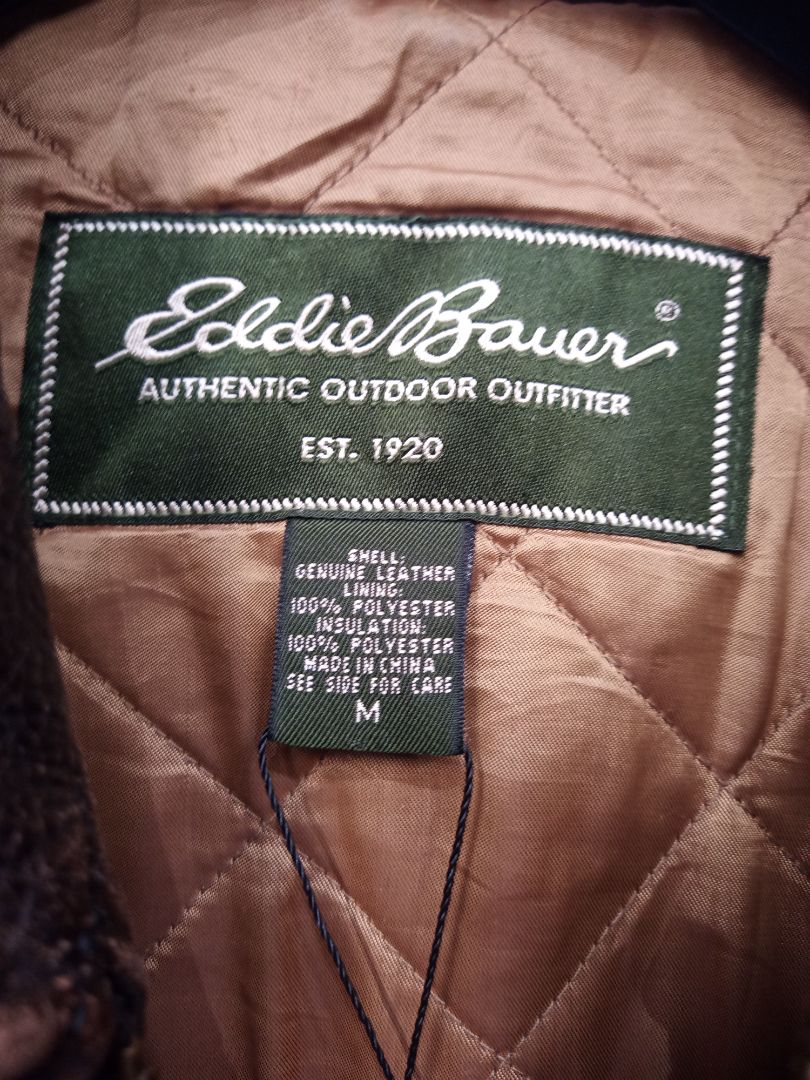 Eddie Bauer®
AUTHENTIC OUTDOOR OUTFITTER
EST. 1920
SHELL:
GENUINE LEATHER
LINING:
100% POLYESTER
INSULATION:
100% POLYESTER
MADE IN CHINA
SEE SIDE FOR CARE
M